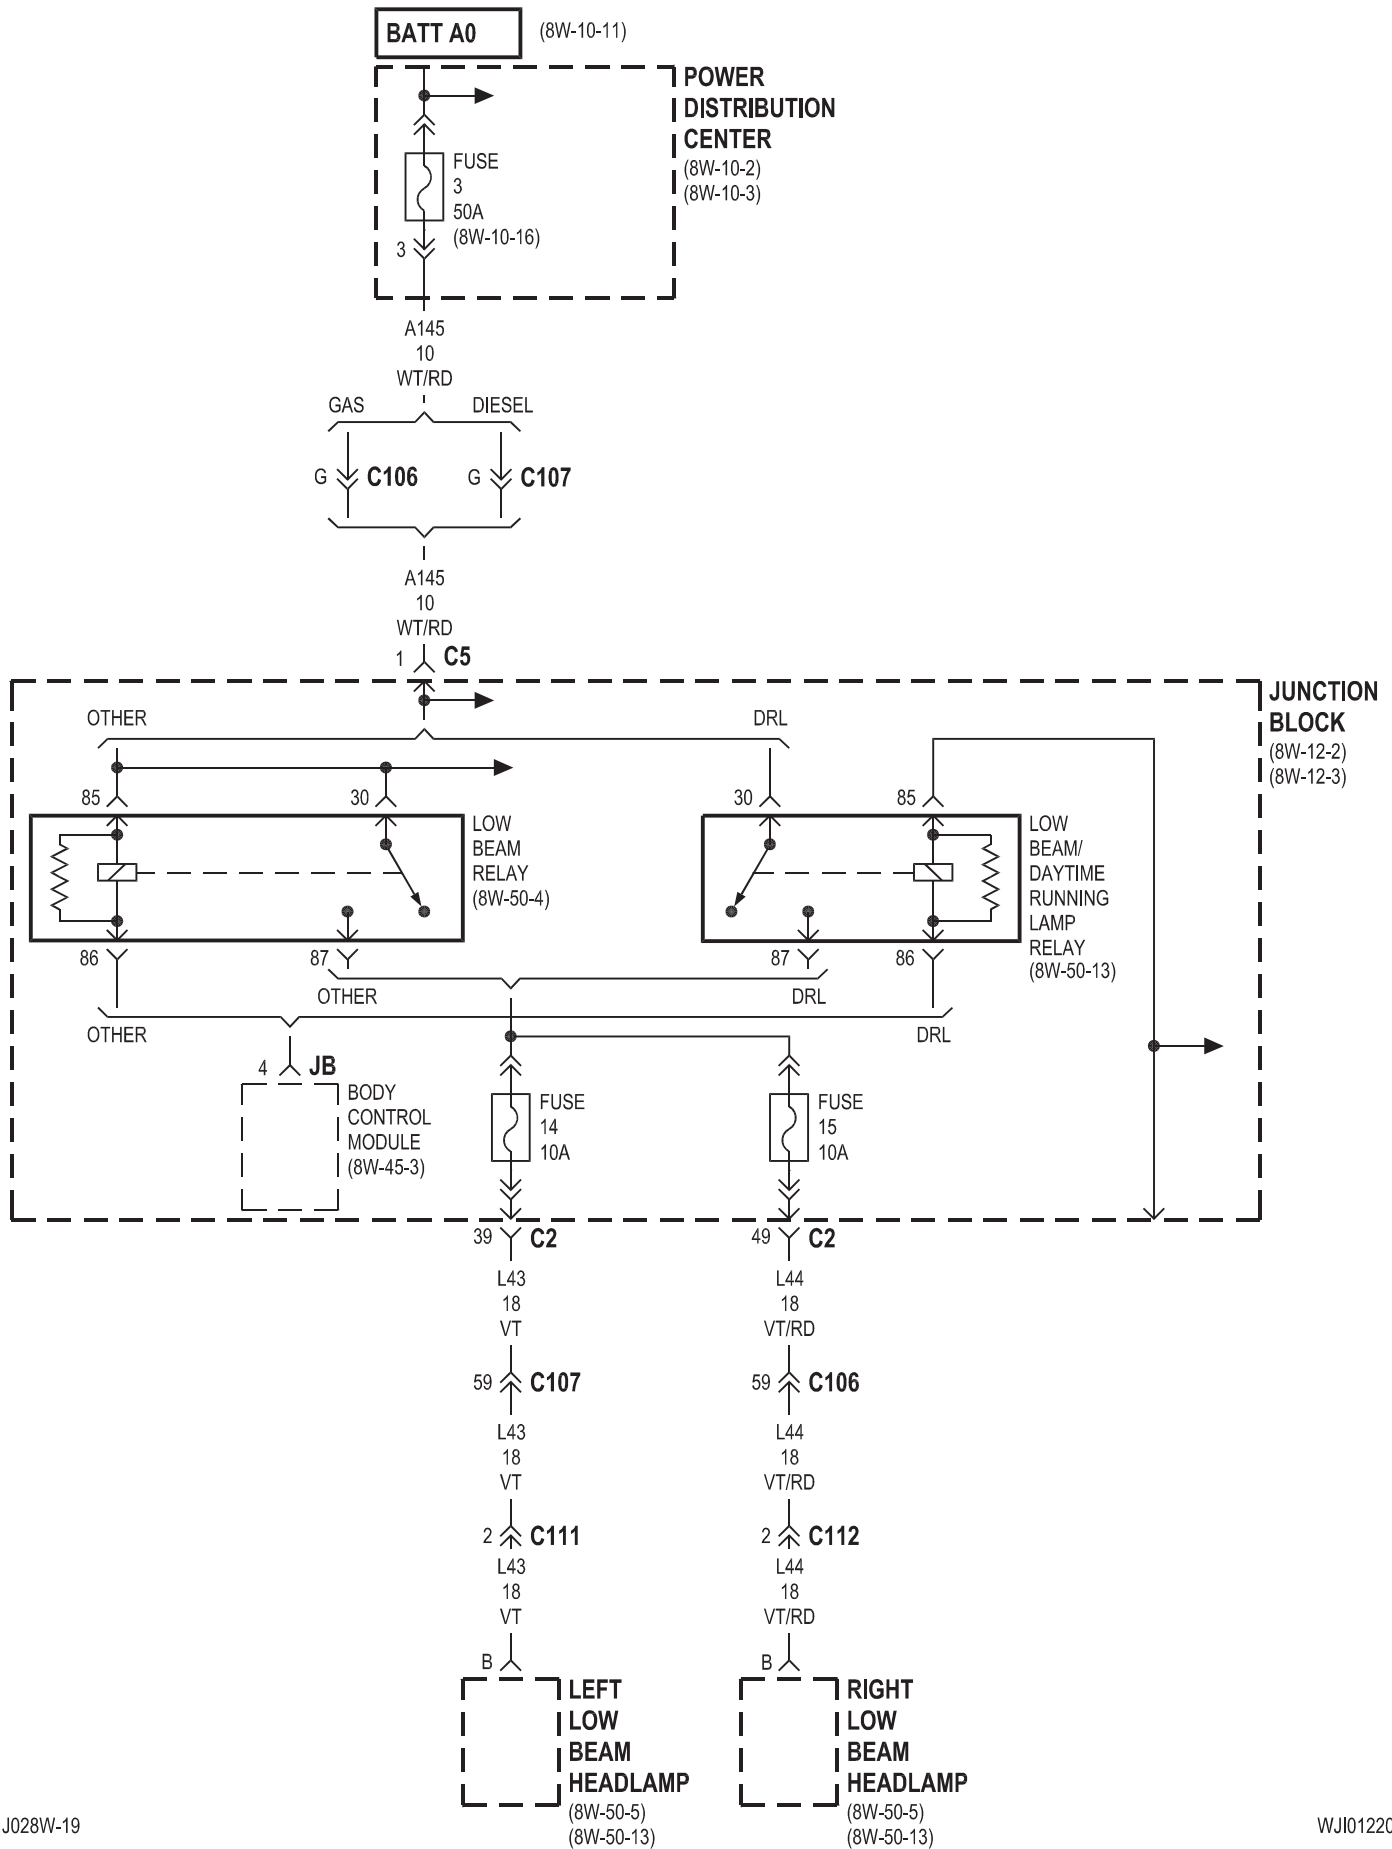 BATT A0 (8W-10-11)
POWER
DISTRIBUTION
CENTER
(8W-10-2)
(8W-10-3)
FUSE
3
50A
(8W-10-16)
3
A145
10
WT/RD
GAS DIESEL
G C106 G C107
A145
10
WT/RD
1 C5
JUNCTION
BLOCK
(8W-12-2)
(8W-12-3)
OTHER DRL
85 30 30 85
LOW
BEAM
RELAY
(8W-50-4)
LOW
BEAM/
DAYTIME
RUNNING
LAMP
RELAY
(8W-50-13)
86 87 87 86
OTHER DRL
OTHER DRL
4 JB
BODY
CONTROL
MODULE
(8W-45-3)
FUSE
14
10A
FUSE
15
10A
39 C2 49 C2
L43 L44
18 18
VT VT/RD
59 C107 59 C106
L43 L44
18 18
VT VT/RD
2 C111 2 C112
L43 L44
18 18
VT VT/RD
B B
LEFT
LOW
BEAM
HEADLAMP
(8W-50-5)
(8W-50-13)
RIGHT
LOW
BEAM
HEADLAMP
(8W-50-5)
(8W-50-13)
J028W-19 WJI01220